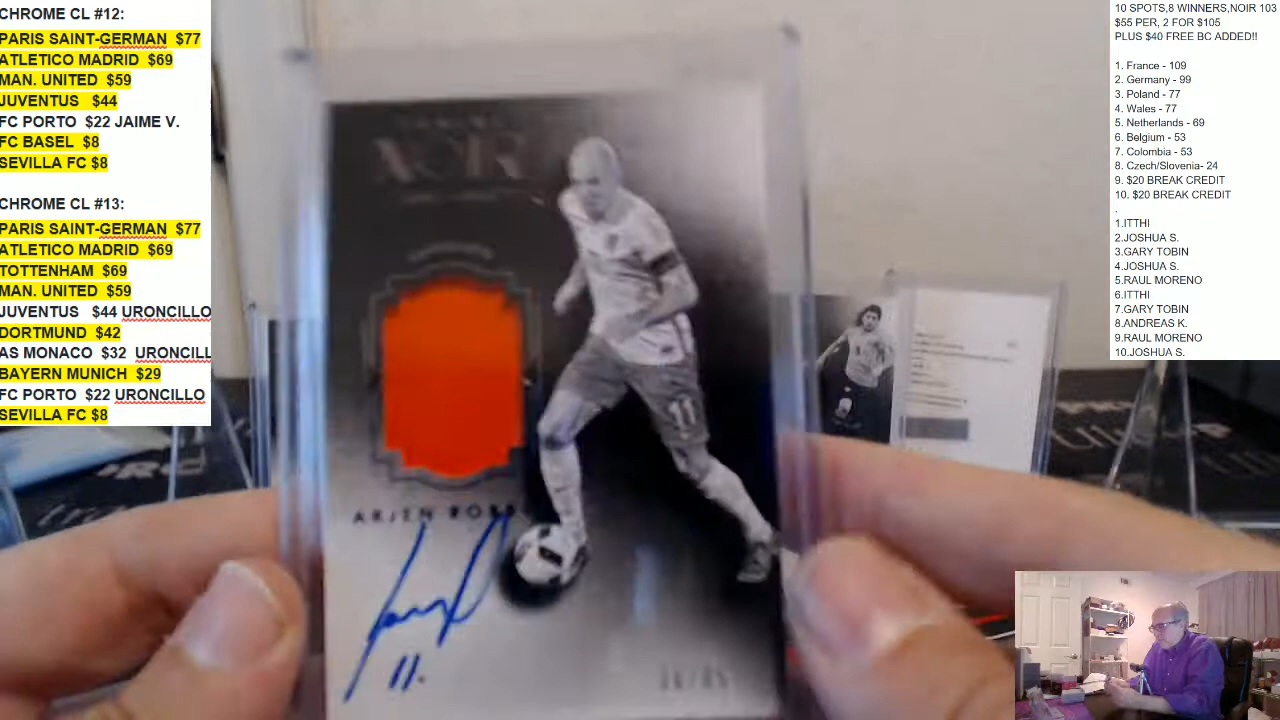 CHROME CL #12:
PARIS SAINT-GERMAN $77
ATLETICO MADRID $69
MAN. UNITED $59
JUVENTUS $44
FC PORTO $22 JAIME V.
FC BASEL $8
SEVILLA FC $8
CHROME CL #13:
PARIS SAINT-GERMAN $77
ATLETICO MADRID $69
TOTTENHAM $69
MAN. UNITED $59
JUVENTUS $44 URONCILLO
DORTMUND $42
AS MONACO $32 URONCILL
BAYERN MUNICH $29
FC PORTO $22 URONCILLO
SEVILLA FC $8
NOIR
ARJEN ROBB
11
11.
10 SPOTS,8 WINNERS,NOIR 103
$55 PER, 2 FOR $105
PLUS $40 FREE BC ADDED!!
1. France - 109
2. Germany - 99
3. Poland - 77
4. Wales - 77
5. Netherlands - 69
6. Belgium - 53
7. Colombia - 53
8. Czech/Slovenia- 24
9. $20 BREAK CREDIT
10. $20 BREAK CREDIT
.
1.ITTHI
2.JOSHUA S.
3.GARY TOBIN
4.JOSHUA S.
5.RAUL MORENO
6.ITTHI
7.GARY TOBIN
8.ANDREAS K.
9.RAUL MORENO
10.JOSHUA S.